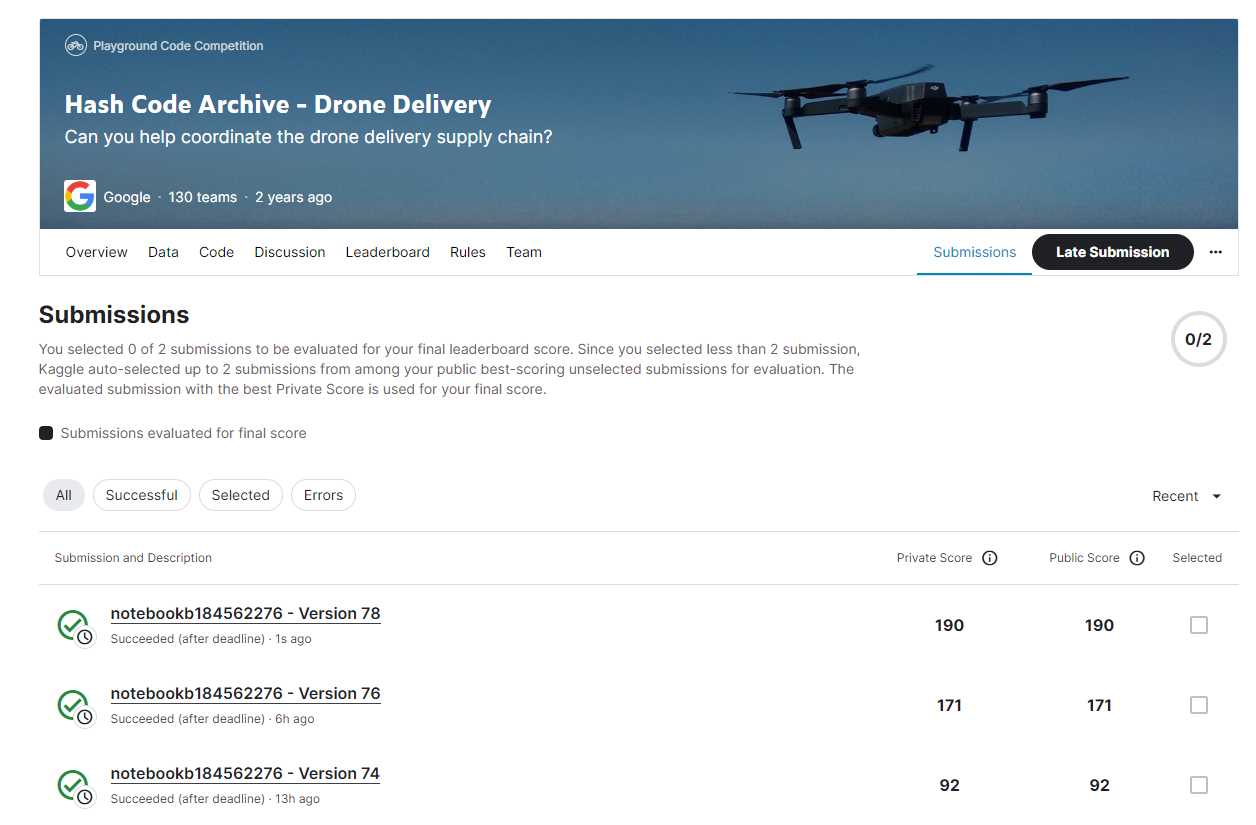 Playground Code Competition
Hash Code Archive - Drone Delivery
Can you help coordinate the drone delivery supply chain?
Google · 130 teams · 2 years ago
Overview Data Code Discussion Leaderboard Rules Team Submissions Late Submission ···
Submissions
0/2
You selected 0 of 2 submissions to be evaluated for your final leaderboard score. Since you selected less than 2 submission,
Kaggle auto-selected up to 2 submissions from among your public best-scoring unselected submissions for evaluation. The
evaluated submission with the best Private Score is used for your final score.
Submissions evaluated for final score
All Successful Selected Errors Recent
Submission and Description Private Score Public Score Selected
notebookb184562276 - Version 78
Succeeded (after deadline) · 1s ago
190 190
notebookb184562276 - Version 76
Succeeded (after deadline) · 6h ago
171 171
notebookb184562276 - Version 74
Succeeded (after deadline) · 13h ago
92 92